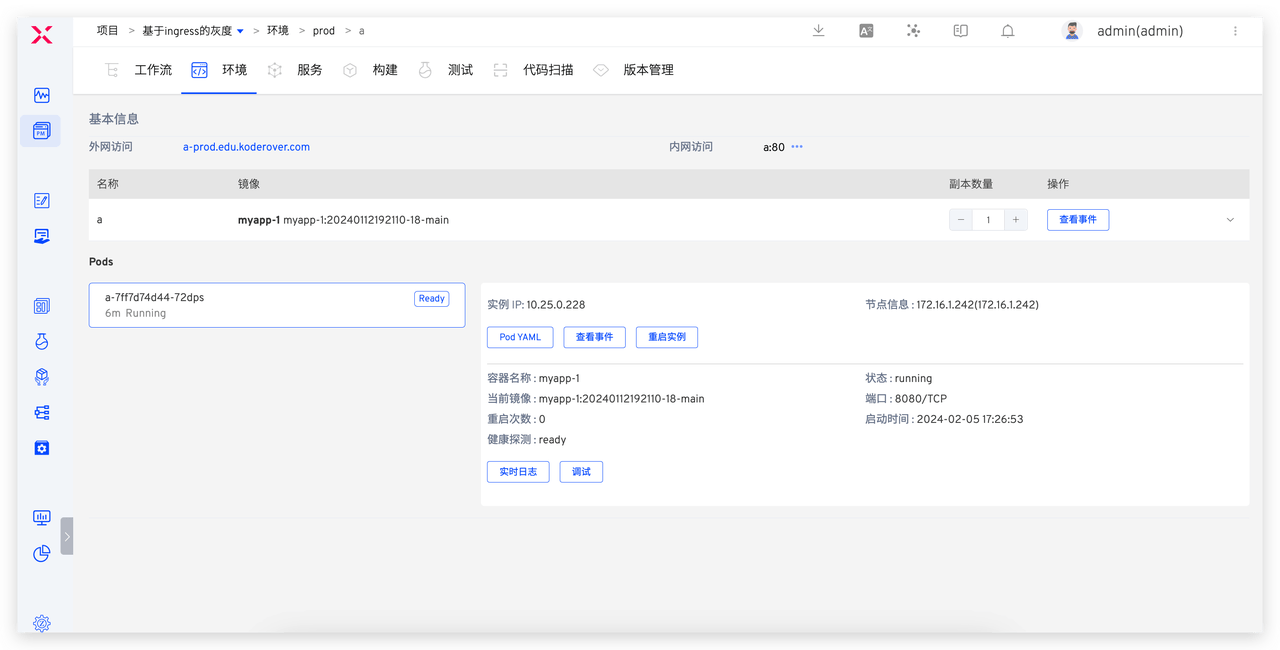 项目 > 基于ingress的灰度 > 环境 > prod > a
admin(admin)
工作流 环境 服务 构建 测试 代码扫描 版本管理
基本信息
外网访问 a-prod.edu.koderover.com 内网访问 a:80 •••
名称 镜像 副本数量 操作
a myapp-1 myapp-1:20240112192110-18-main − 1 + 查看事件
Pods
a-7ff7d74d44-72dps Ready
6m Running
实例 IP: 10.25.0.228 节点信息 : 172.16.1.242(172.16.1.242)
Pod YAML 查看事件 重启实例
容器名称 : myapp-1 状态 : running
当前镜像 : myapp-1:20240112192110-18-main 端口 : 8080/TCP
重启次数 : 0 启动时间 : 2024-02-05 17:26:53
健康探测 : ready
实时日志 调试